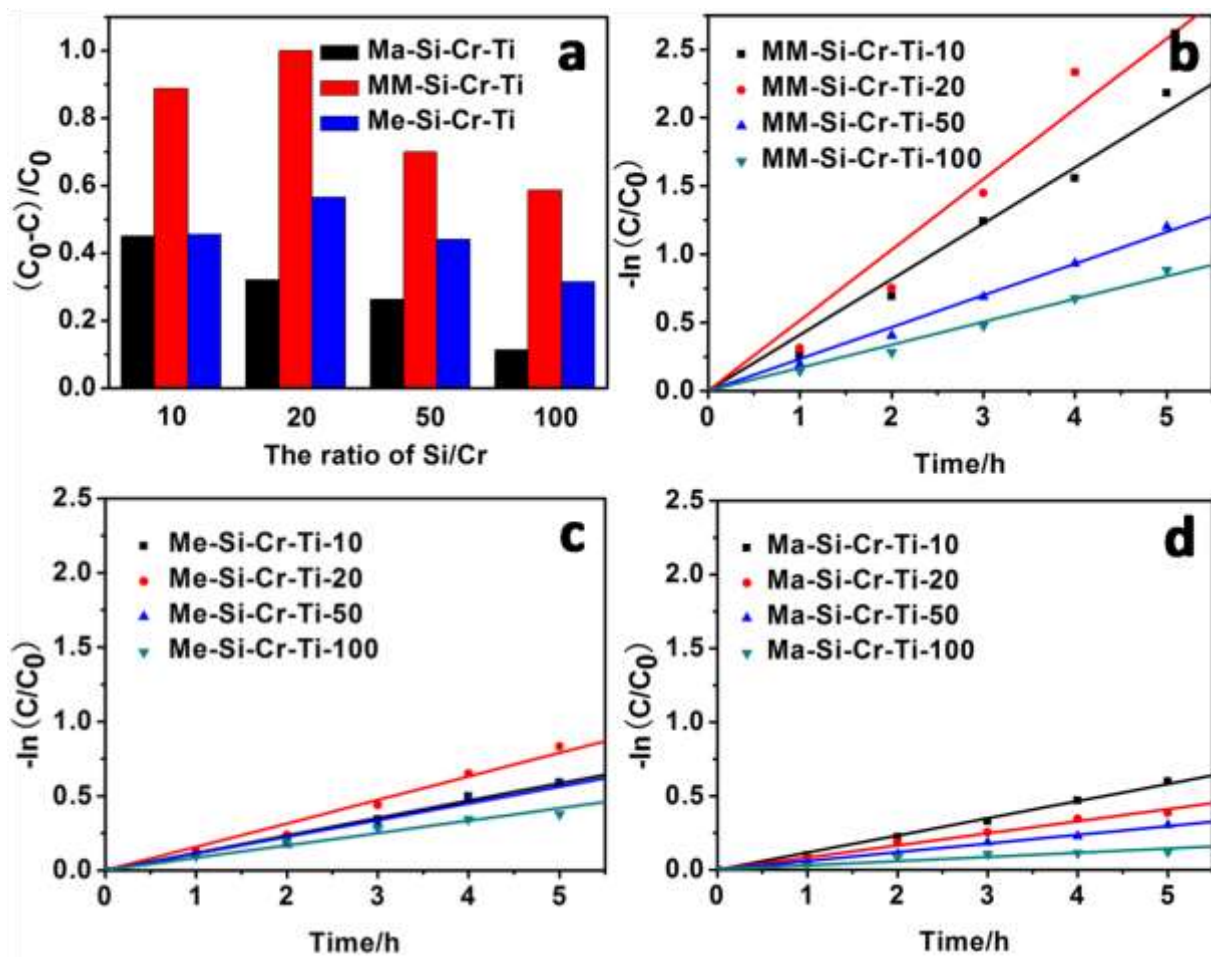 a
Ma-Si-Cr-Ti
MM-Si-Cr-Ti
Me-Si-Cr-Ti
(C0-C)/C0
1.0
0.8
0.6
0.4
0.2
0.0
10 20 50 100
The ratio of Si/Cr
b
MM-Si-Cr-Ti-10
MM-Si-Cr-Ti-20
MM-Si-Cr-Ti-50
MM-Si-Cr-Ti-100
-ln(C/C0)
2.5
2.0
1.5
1.0
0.5
0.0
0 1 2 3 4 5
Time/h
c
Me-Si-Cr-Ti-10
Me-Si-Cr-Ti-20
Me-Si-Cr-Ti-50
Me-Si-Cr-Ti-100
-ln(C/C0)
2.5
2.0
1.5
1.0
0.5
0.0
0 1 2 3 4 5
Time/h
d
Ma-Si-Cr-Ti-10
Ma-Si-Cr-Ti-20
Ma-Si-Cr-Ti-50
Ma-Si-Cr-Ti-100
-ln(C/C0)
2.5
2.0
1.5
1.0
0.5
0.0
0 1 2 3 4 5
Time/h